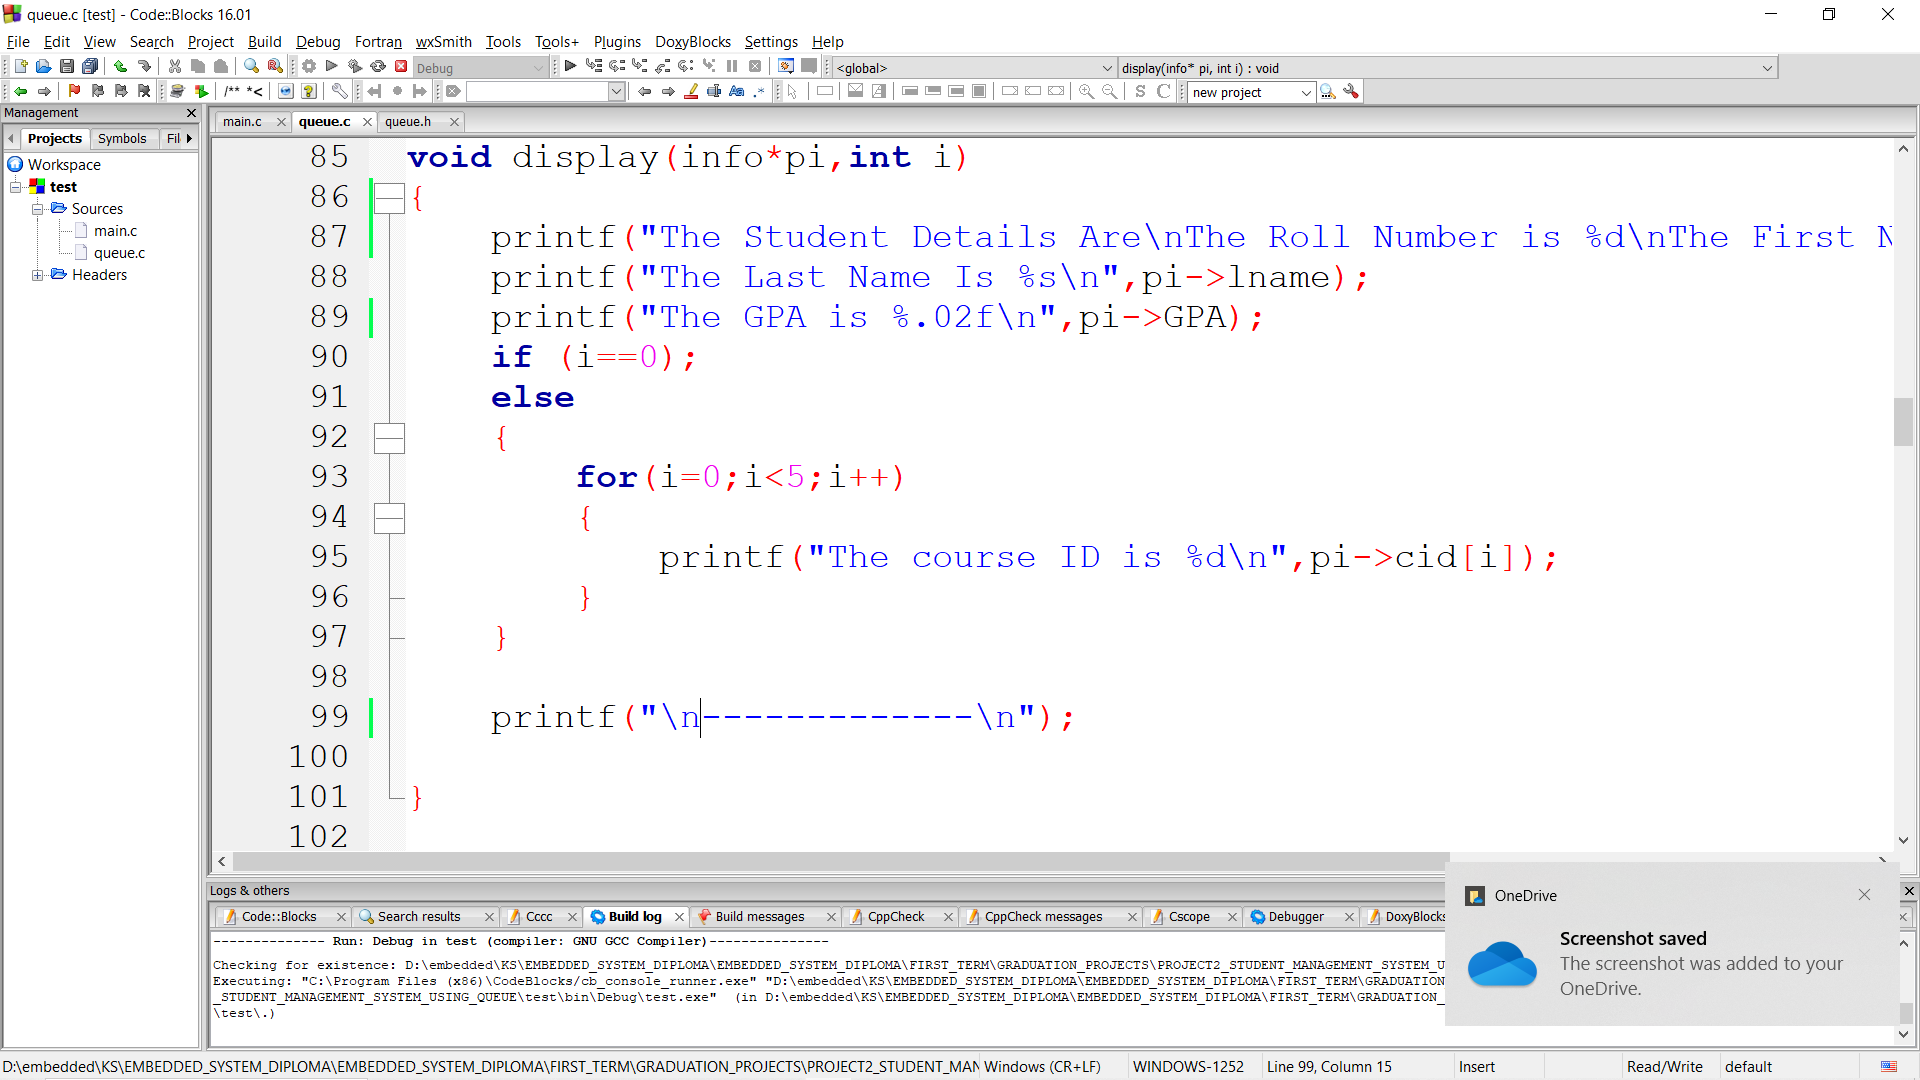 queue.c [test] - Code::Blocks 16.01
File Edit View Search Project Build Debug Fortran wxSmith Tools Tools+ Plugins DoxyBlocks Settings Help
Debug <global> display(info* pi, int i) : void
/** *< Aa .* S C new project
Management
main.c queue.c queue.h
Projects Symbols Fil
Workspace
test
Sources
main.c
queue.c
Headers
85 void display(info*pi,int i)
86 {
87 printf("The Student Details Are\nThe Roll Number is %d\nThe First N
88 printf("The Last Name Is %s\n",pi->lname);
89 printf("The GPA is %.02f\n",pi->GPA);
90 if (i==0);
91 else
92 {
93 for(i=0;i<5;i++)
94 {
95 printf("The course ID is %d\n",pi->cid[i]);
96 }
97 }
98
99 printf("\n-------------\n");
100
101 }
102
Logs & others
Code::Blocks Search results Cccc Build log Build messages CppCheck CppCheck messages Cscope Debugger DoxyBlocks
-------------- Run: Debug in test (compiler: GNU GCC Compiler)---------------
Checking for existence: D:\embedded\KS\EMBEDDED_SYSTEM_DIPLOMA\EMBEDDED_SYSTEM_DIPLOMA\FIRST_TERM\GRADUATION_PROJECTS\PROJECT2_STUDENT_MANAGEMENT_SYSTEM_U
Executing: "C:\Program Files (x86)\CodeBlocks/cb_console_runner.exe" "D:\embedded\KS\EMBEDDED_SYSTEM_DIPLOMA\EMBEDDED_SYSTEM_DIPLOMA\FIRST_TERM\GRADUATION_
_STUDENT_MANAGEMENT_SYSTEM_USING_QUEUE\test\bin\Debug\test.exe" (in D:\embedded\KS\EMBEDDED_SYSTEM_DIPLOMA\EMBEDDED_SYSTEM_DIPLOMA\FIRST_TERM\GRADUATION_
\test\.)
OneDrive
Screenshot saved
The screenshot was added to your
OneDrive.
D:\embedded\KS\EMBEDDED_SYSTEM_DIPLOMA\EMBEDDED_SYSTEM_DIPLOMA\FIRST_TERM\GRADUATION_PROJECTS\PROJECT2_STUDENT_MAN Windows (CR+LF) WINDOWS-1252 Line 99, Column 15 Insert Read/Write default